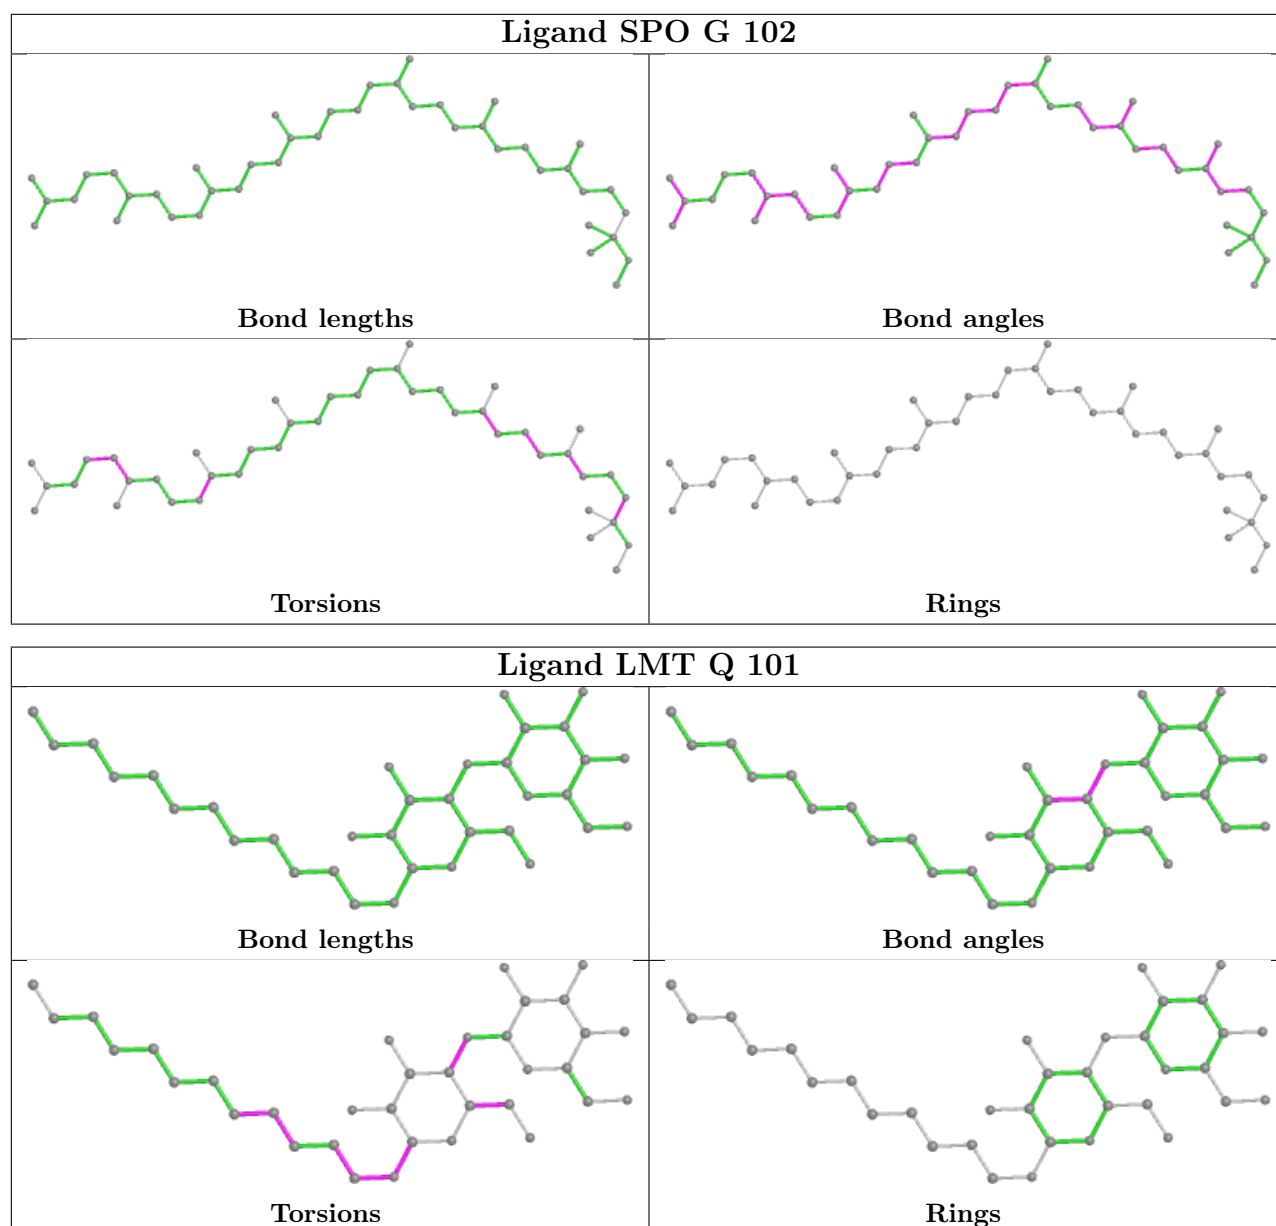 Ligand SPO G 102
Bond lengths
Bond angles
Torsions
Rings
Ligand LMT Q 101
Bond lengths
Bond angles
Torsions
Rings